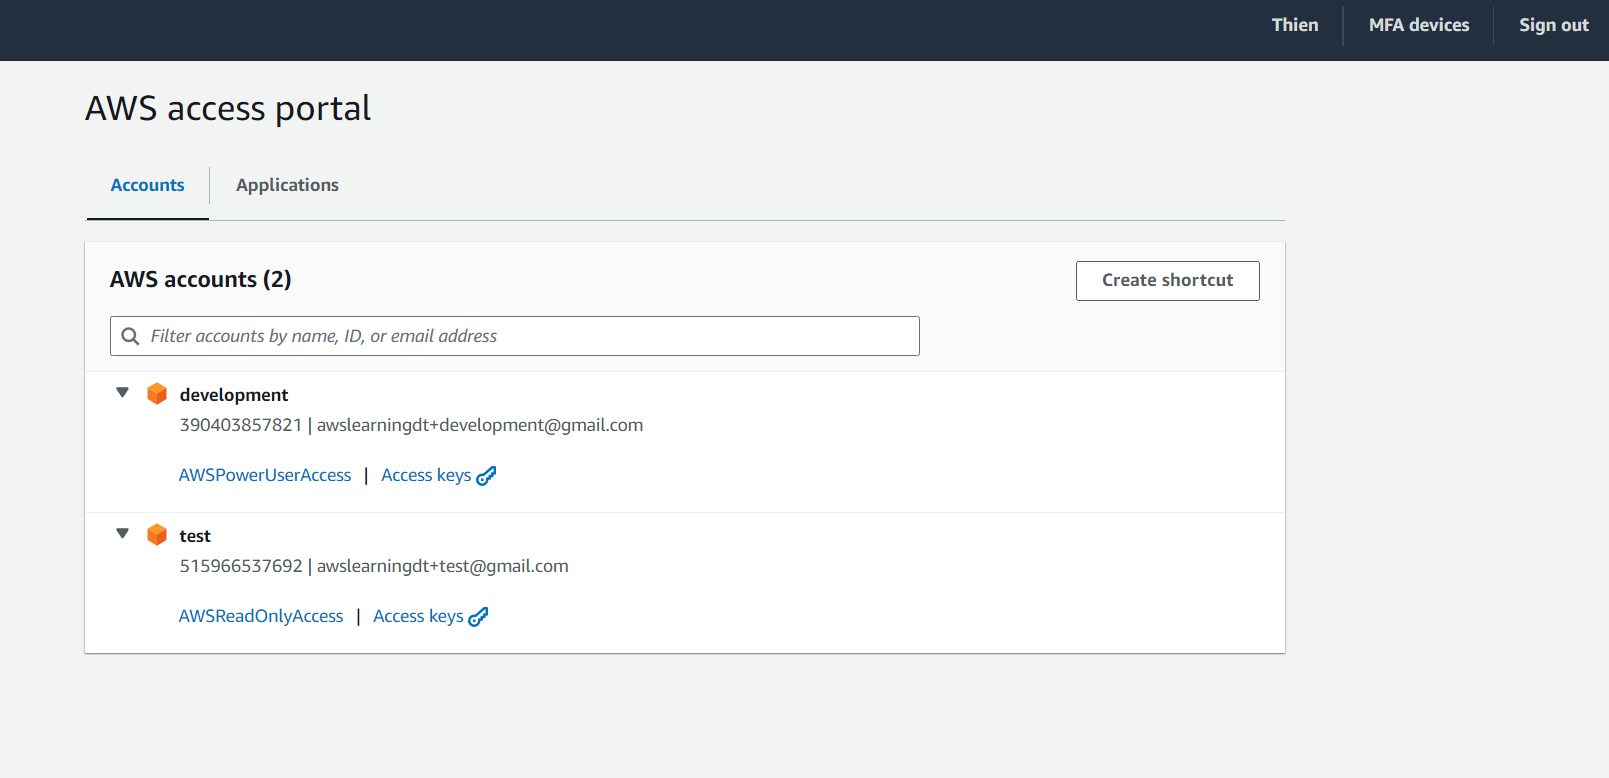 Thien
MFA devices
Sign out
AWS access portal
Accounts
Applications
AWS accounts (2)
Create shortcut
Filter accounts by name, ID, or email address
development
390403857821 | awslearningdt+development@gmail.com
AWSPowerUserAccess | Access keys
test
515966537692 | awslearningdt+test@gmail.com
AWSReadOnlyAccess | Access keys